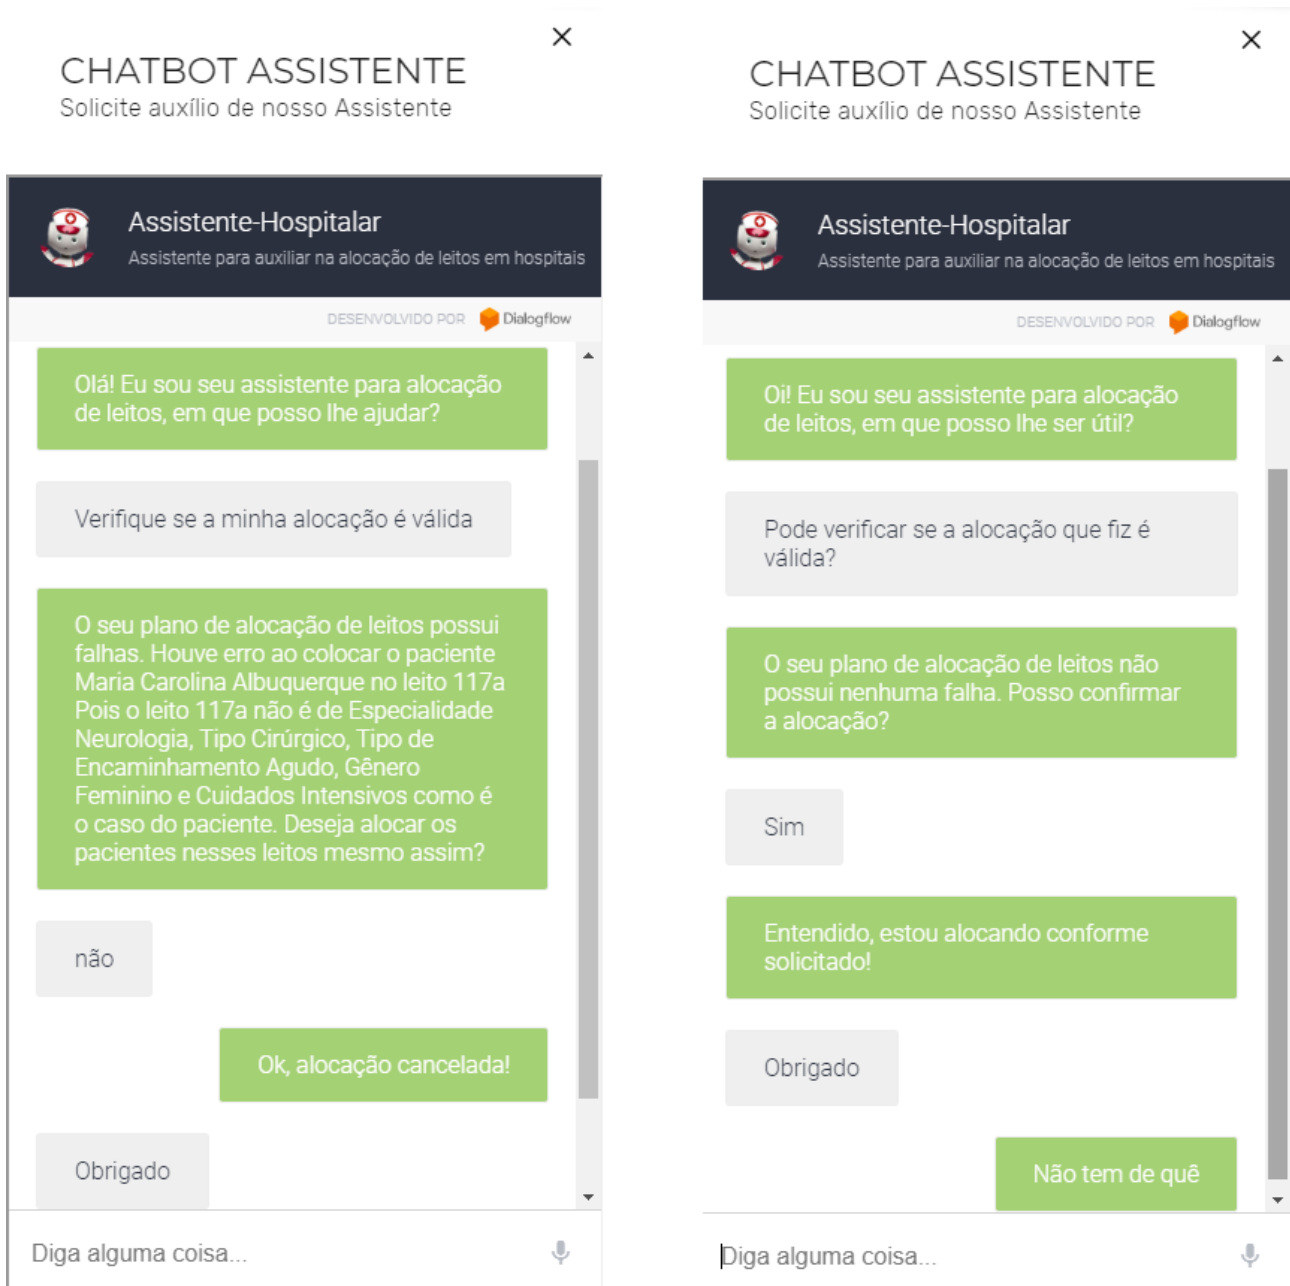 CHATBOT ASSISTENTE
Solicite auxílio de nosso Assistente
Assistente-Hospitalar
Assistente para auxiliar na alocação de leitos em hospitais
DESENVOLVIDO POR Dialogflow
Olá! Eu sou seu assistente para alocação
de leitos, em que posso lhe ajudar?
Verifique se a minha alocação é válida
O seu plano de alocação de leitos possui
falhas. Houve erro ao colocar o paciente
Maria Carolina Albuquerque no leito 117a
Pois o leito 117a não é de Especialidade
Neurologia, Tipo Cirúrgico, Tipo de
Encaminhamento Agudo, Gênero
Feminino e Cuidados Intensivos como é
o caso do paciente. Deseja alocar os
pacientes nesses leitos mesmo assim?
não
Ok, alocação cancelada!
Obrigado
Diga alguma coisa...
CHATBOT ASSISTENTE
Solicite auxílio de nosso Assistente
Assistente-Hospitalar
Assistente para auxiliar na alocação de leitos em hospitais
DESENVOLVIDO POR Dialogflow
Oi! Eu sou seu assistente para alocação
de leitos, em que posso lhe ser útil?
Pode verificar se a alocação que fiz é
válida?
O seu plano de alocação de leitos não
possui nenhuma falha. Posso confirmar
a alocação?
Sim
Entendido, estou alocando conforme
solicitado!
Obrigado
Não tem de quê
Diga alguma coisa...